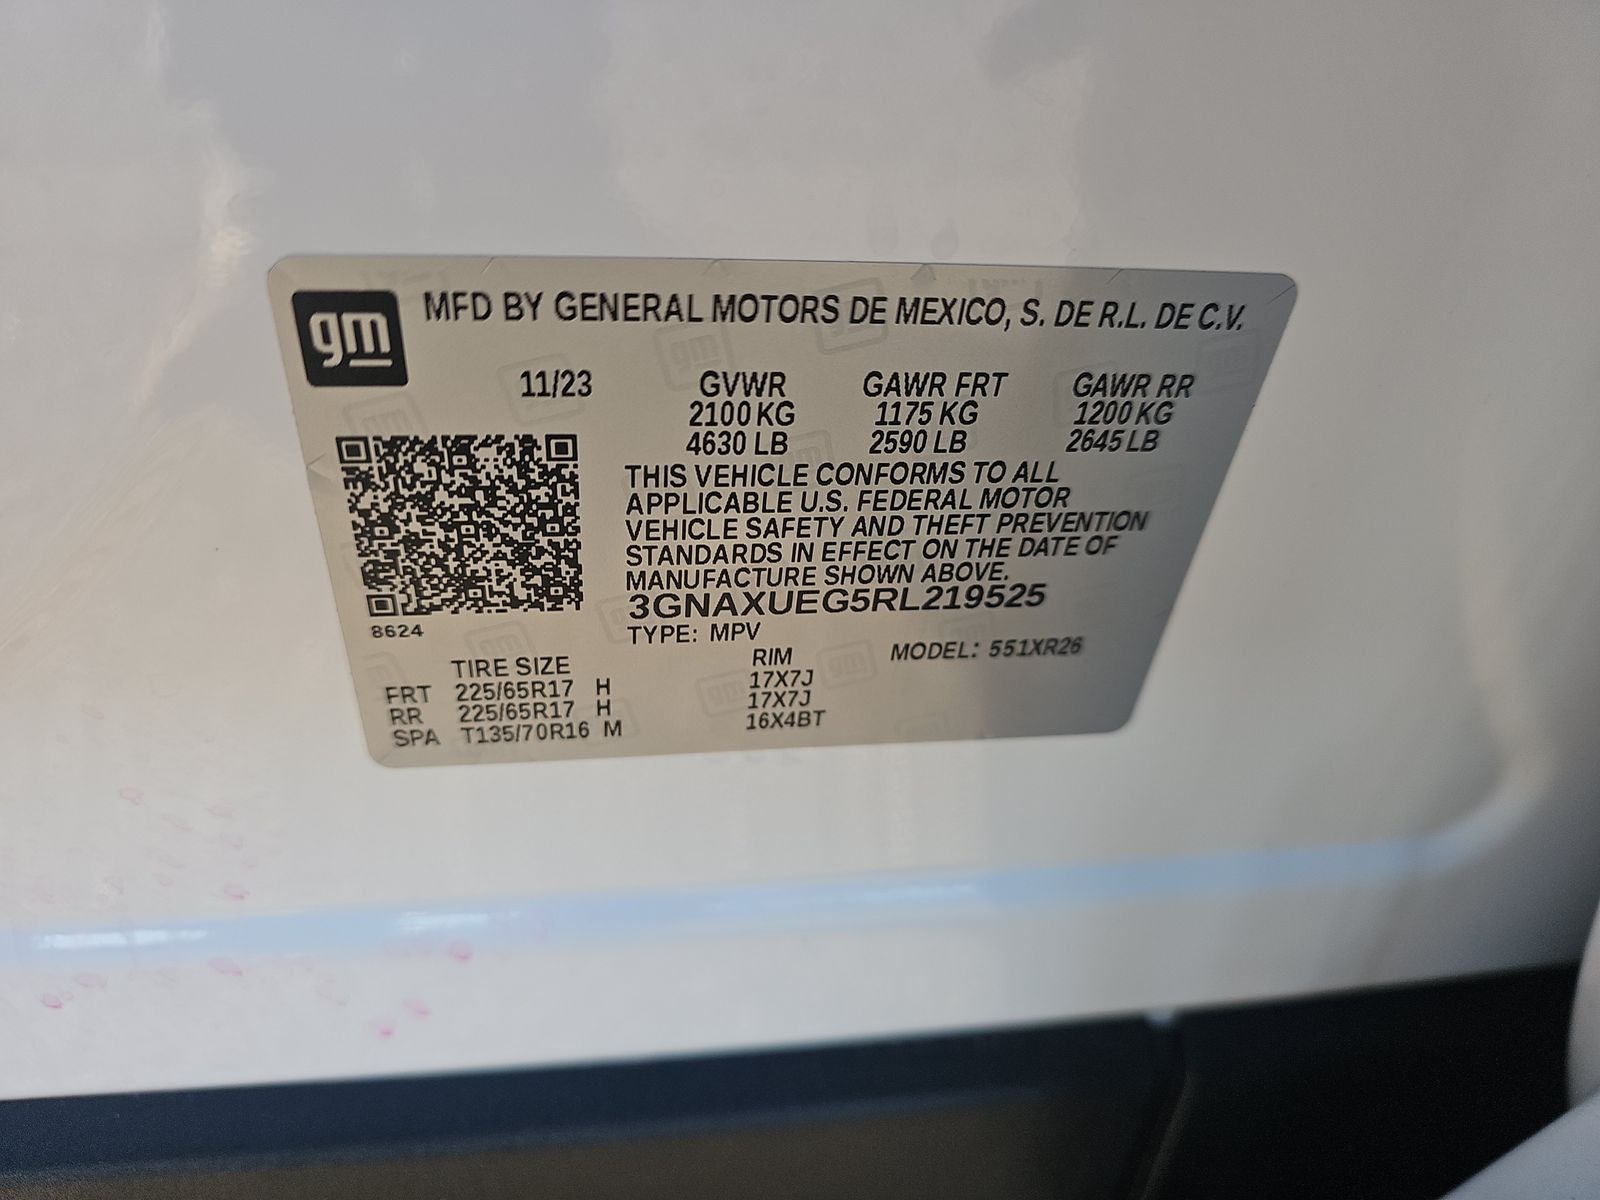 gm
MFD BY GENERAL MOTORS DE MEXICO, S. DE R.L. DE C.V.
11/23 GVWR GAWR FRT GAWR RR
2100 KG 1175 KG 1200 KG
4630 LB 2590 LB 2645 LB
THIS VEHICLE CONFORMS TO ALL
APPLICABLE U.S. FEDERAL MOTOR
VEHICLE SAFETY AND THEFT PREVENTION
STANDARDS IN EFFECT ON THE DATE OF
MANUFACTURE SHOWN ABOVE.
3GNAXUEG5RL219525
8624
TYPE: MPV MODEL: 551XR26
TIRE SIZE RIM
FRT 225/65R17 H 17X7J
RR 225/65R17 H 17X7J
SPA T135/70R16 M 16X4BT